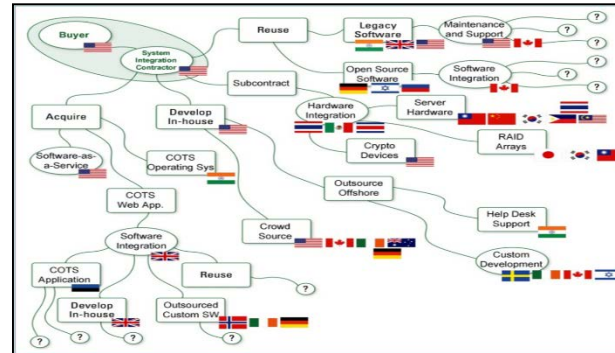 Buyer
System
Integration
Contractor
Reuse
Legacy
Software
Maintenance
and Support
?
?
?
Open Source
Software
Software
Integration
?
?
?
Subcontract
Hardware
Integration
Server
Hardware
RAID
Arrays
Crypto
Devices
Acquire
Develop
In-house
Software-as-
a-Service
COTS
Operating Sys
COTS
Web App.
Outsource
Offshore
Help Desk
Support
Custom
Development
Crowd
Source
Software
Integration
COTS
Application
Develop
In-house
Outsourced
Custom SW
Reuse
?
?
?
?
?